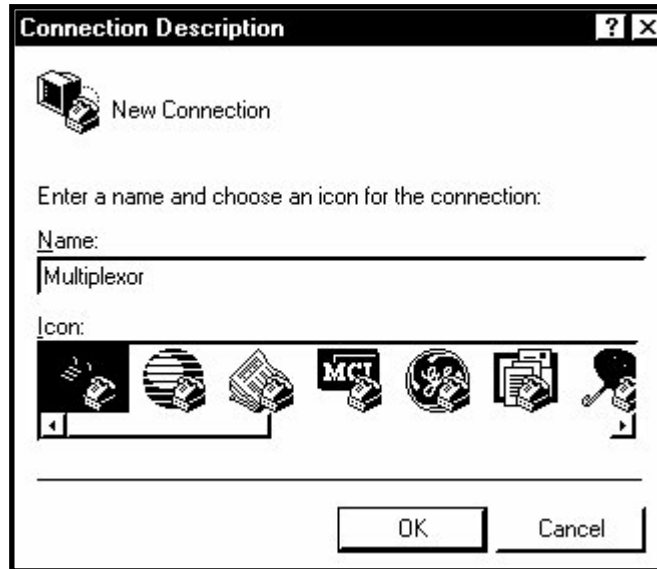 Connection Description
New Connection
Enter a name and choose an icon for the connection:
Name:
Multiplexor
Icon:
MCI
OK Cancel